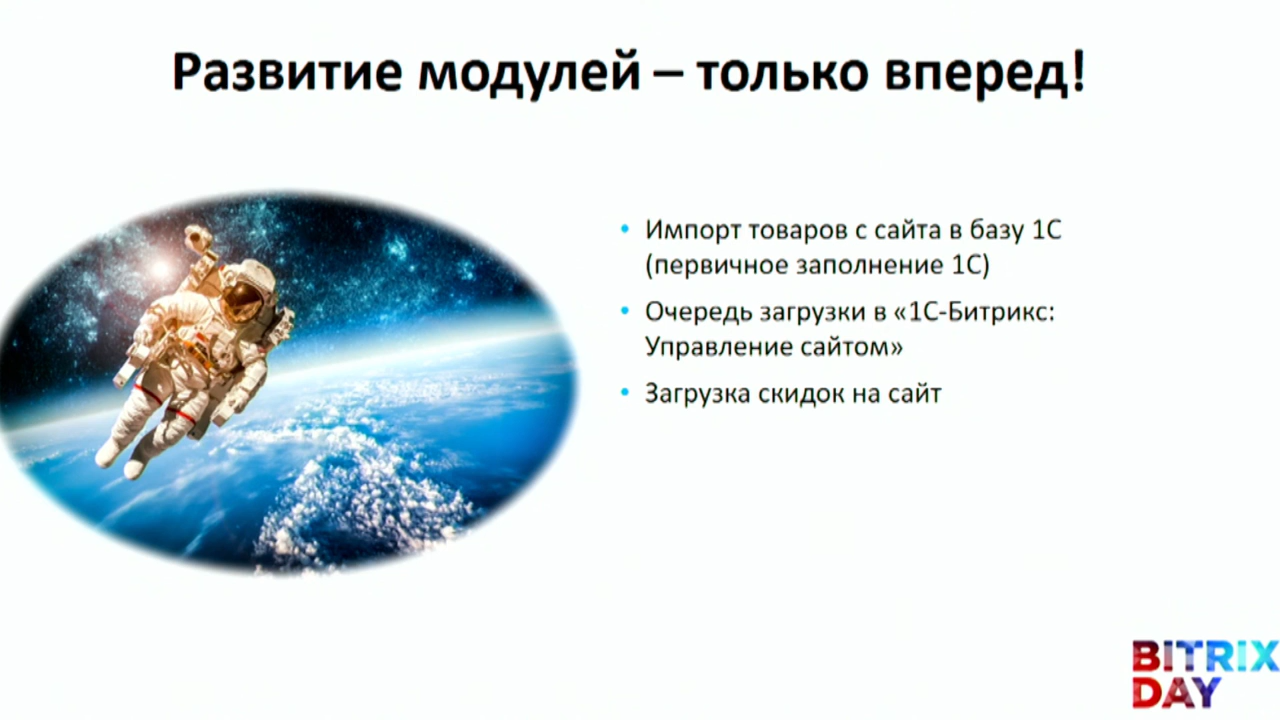 Развитие модулей – только вперед!
• Импорт товаров с сайта в базу 1С
(первичное заполнение 1С)
• Очередь загрузки в «1С-Битрикс:
Управление сайтом»
• Загрузка скидок на сайт
BITRIX
DAY